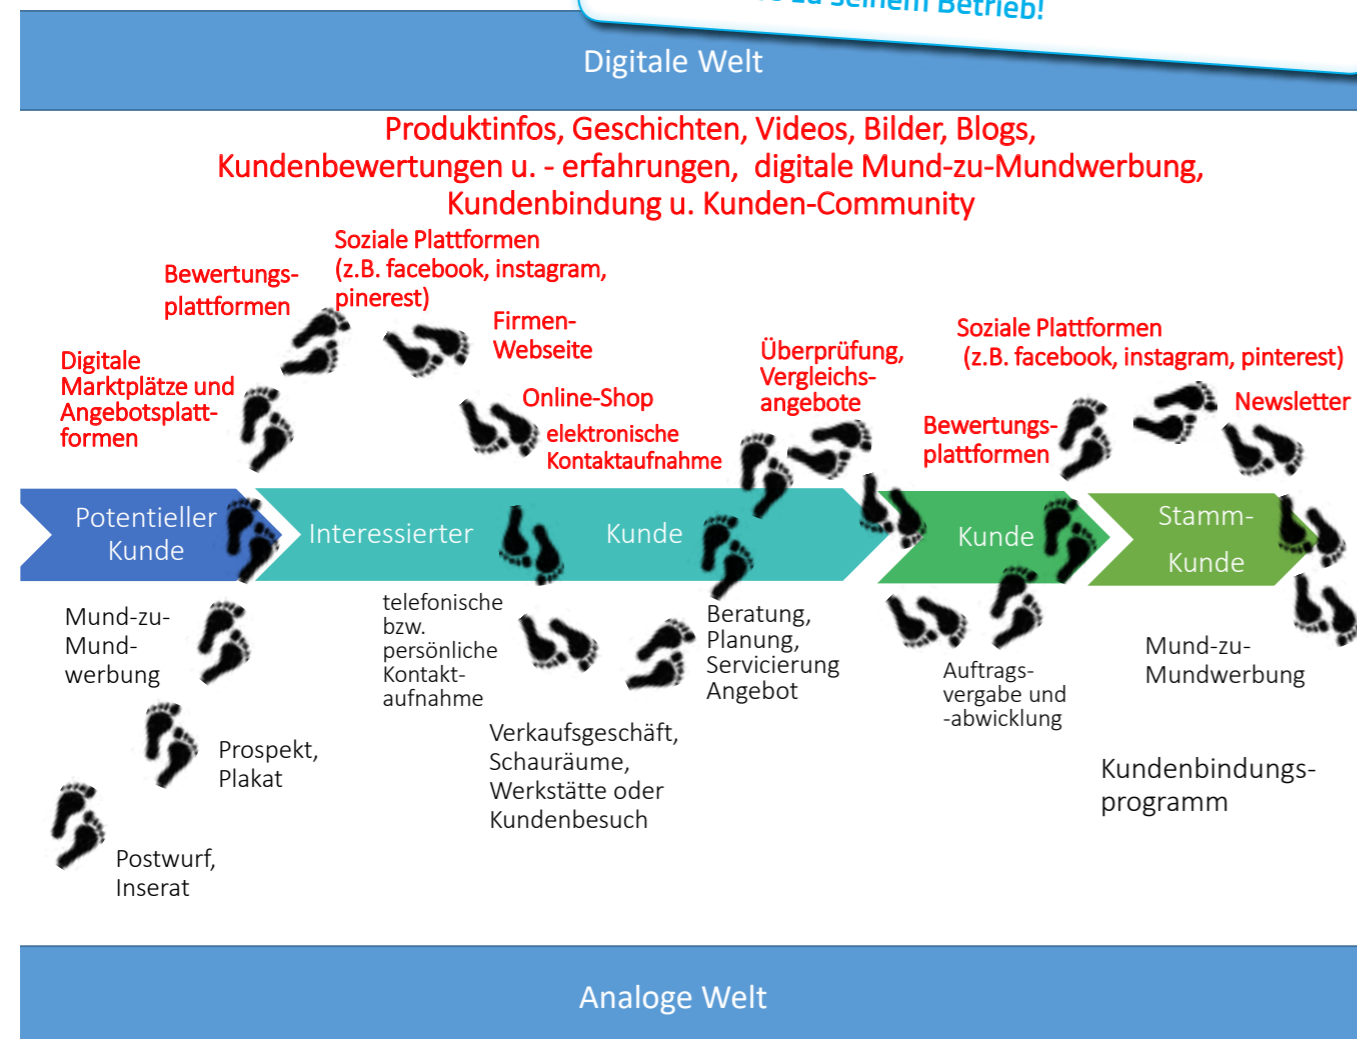 zu seinem Betrieb!
Digitale Welt
Produktinfos, Geschichten, Videos, Bilder, Blogs,
Kundenbewertungen u. - erfahrungen, digitale Mund-zu-Mundwerbung,
Kundenbindung u. Kunden-Community
Soziale Plattformen
(z.B. facebook, instagram,
pinerest)
Bewertungs-
plattformen
Firmen-
Webseite
Digitale
Marktplätze und
Angebotsplatt-
formen
Online-Shop
elektronische
Kontaktaufnahme
Überprüfung,
Vergleichs-
angebote
Soziale Plattformen
(z.B. facebook, instagram, pinterest)
Bewertungs-
plattformen
Newsletter
Potentieller
Kunde
Interessierter
Kunde
Kunde
Stamm-
Kunde
Mund-zu-
Mund-
werbung
Prospekt,
Plakat
Postwurf,
Inserat
telefonische
bzw.
persönliche
Kontakt-
aufnahme
Verkaufsgeschäft,
Schauräume,
Werkstätte oder
Kundenbesuch
Beratung,
Planung,
Servicierung
Angebot
Auftrags-
vergabe und
-abwicklung
Mund-zu-
Mundwerbung
Kundenbindungs-
programm
Analoge Welt